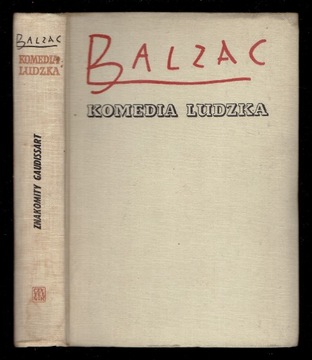 BALZAC
KOMEDIA
LUDZKA
ZNAKOMITY GAUDISSART
BALZAC
KOMEDIA LUDZKA